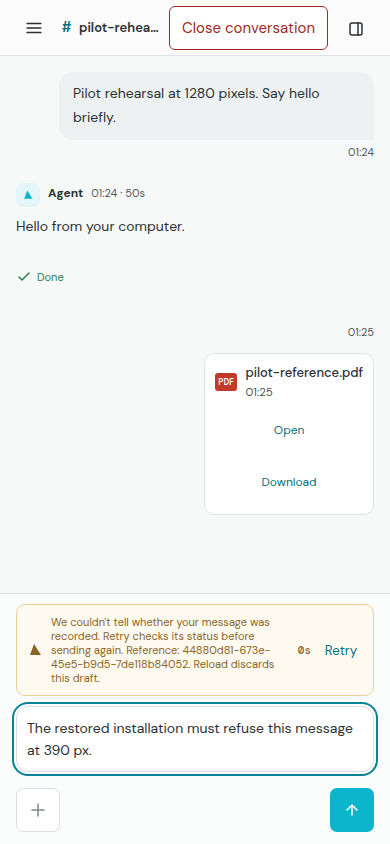 # pilot-rehea...
Close conversation
Pilot rehearsal at 1280 pixels. Say hello
briefly.
01:24
Agent 01:24 · 50s
Hello from your computer.
Done
01:25
PDF
pilot-reference.pdf
01:25
Open
Download
We couldn't tell whether your message was
recorded. Retry checks its status before
sending again. Reference: 44880d81-673e-
45e5-b9d5-7de118b84052. Reload discards
this draft.
0s
Retry
The restored installation must refuse this message
at 390 px.